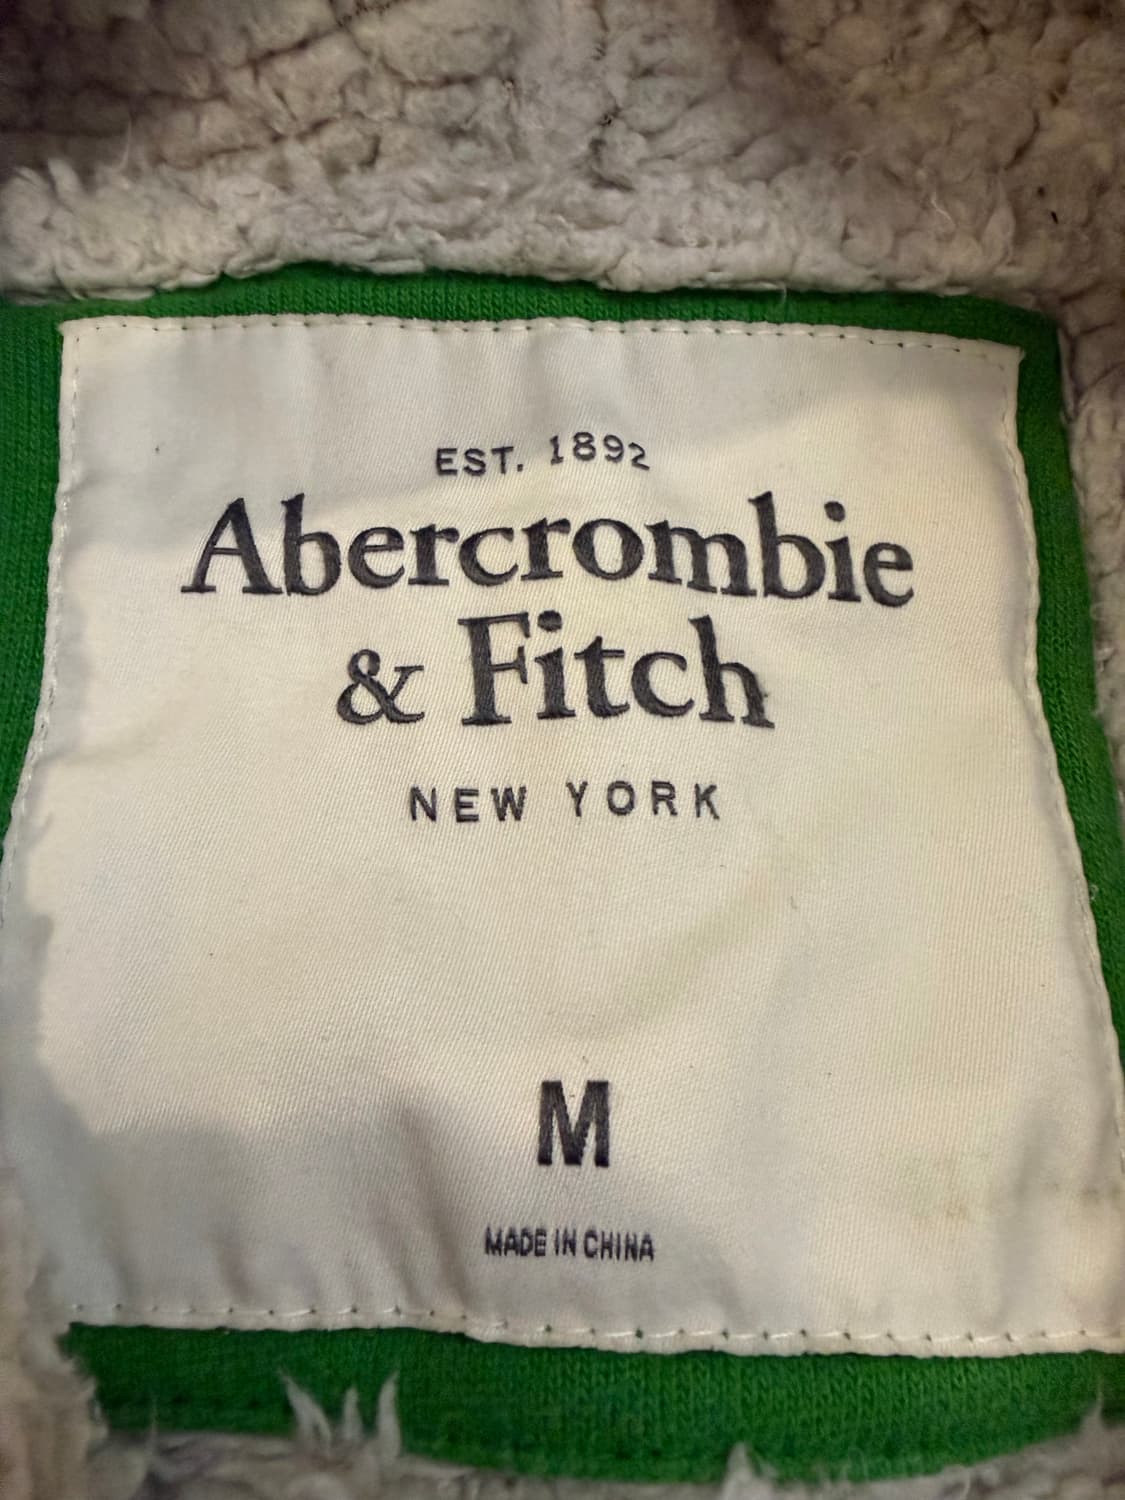 EST. 1892
Abercrombie
& Fitch
NEW YORK
M
MADE IN CHINA